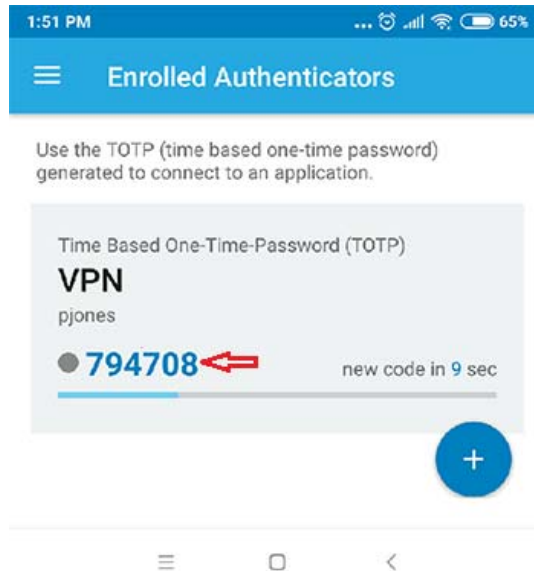 1:51 PM ... 65%
Enrolled Authenticators
Use the TOTP (time based one-time password)
generated to connect to an application.
Time Based One-Time-Password (TOTP)
VPN
pjones
794708 new code in 9 sec
+